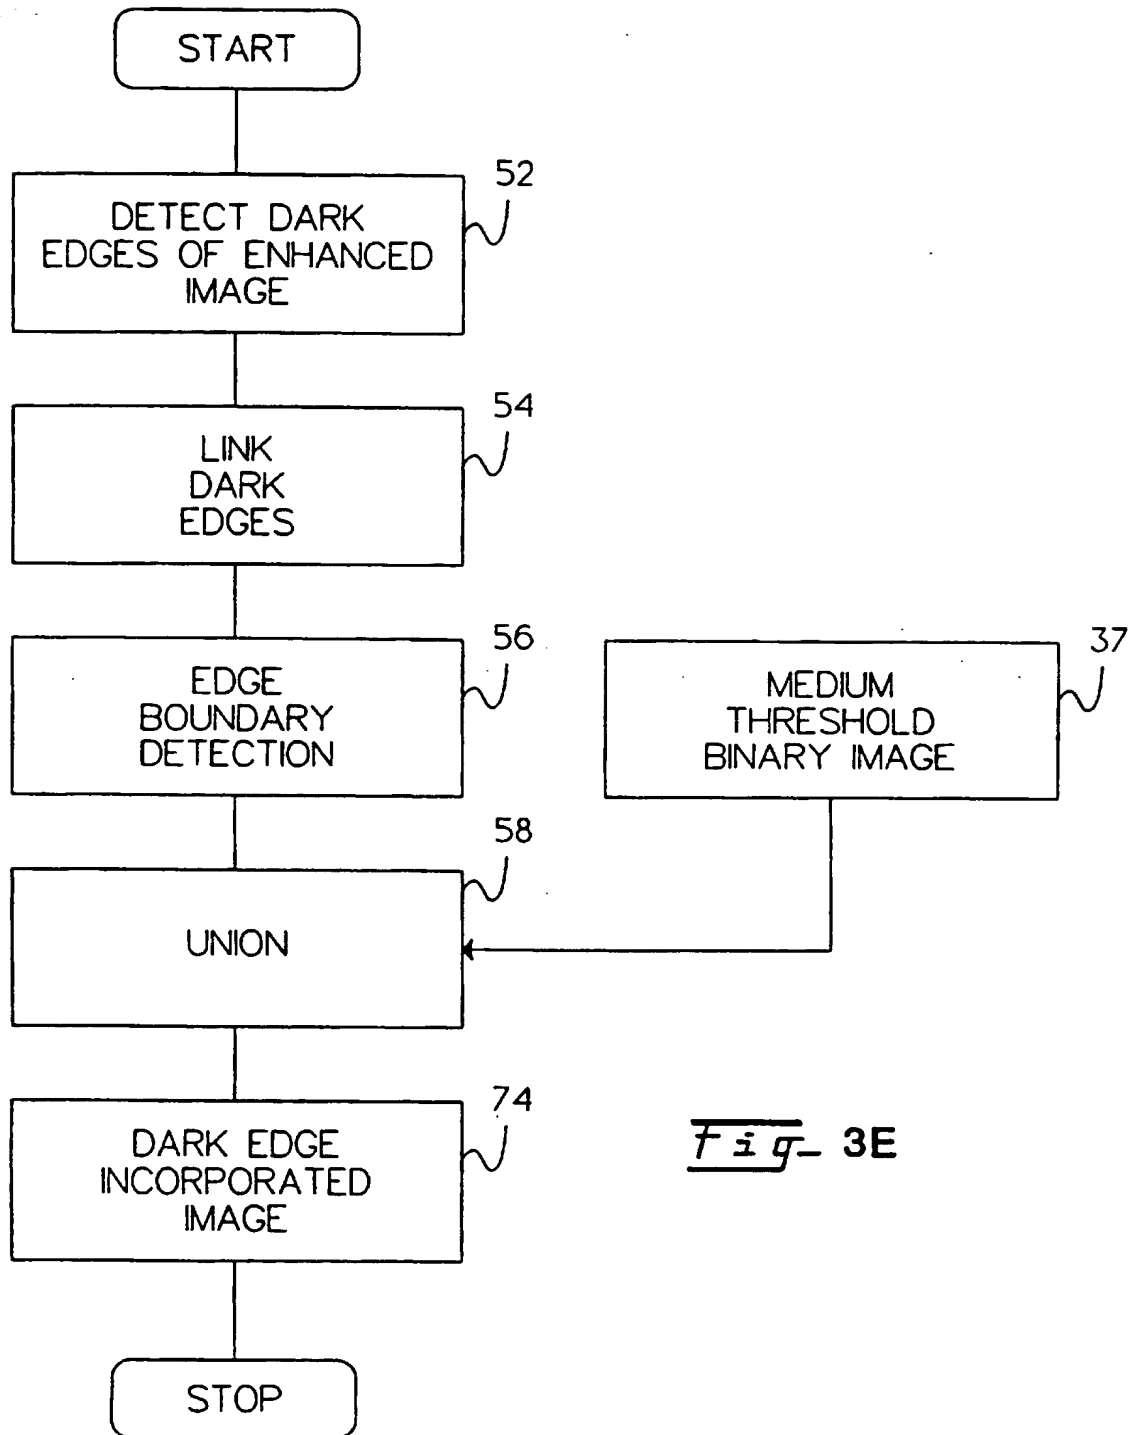 START
52
DETECT DARK
EDGES OF ENHANCED
IMAGE
54
LINK
DARK
EDGES
56
EDGE
BOUNDARY
DETECTION
37
MEDIUM
THRESHOLD
BINARY IMAGE
58
UNION
74
DARK EDGE
INCORPORATED
IMAGE
Fig- 3E
STOP